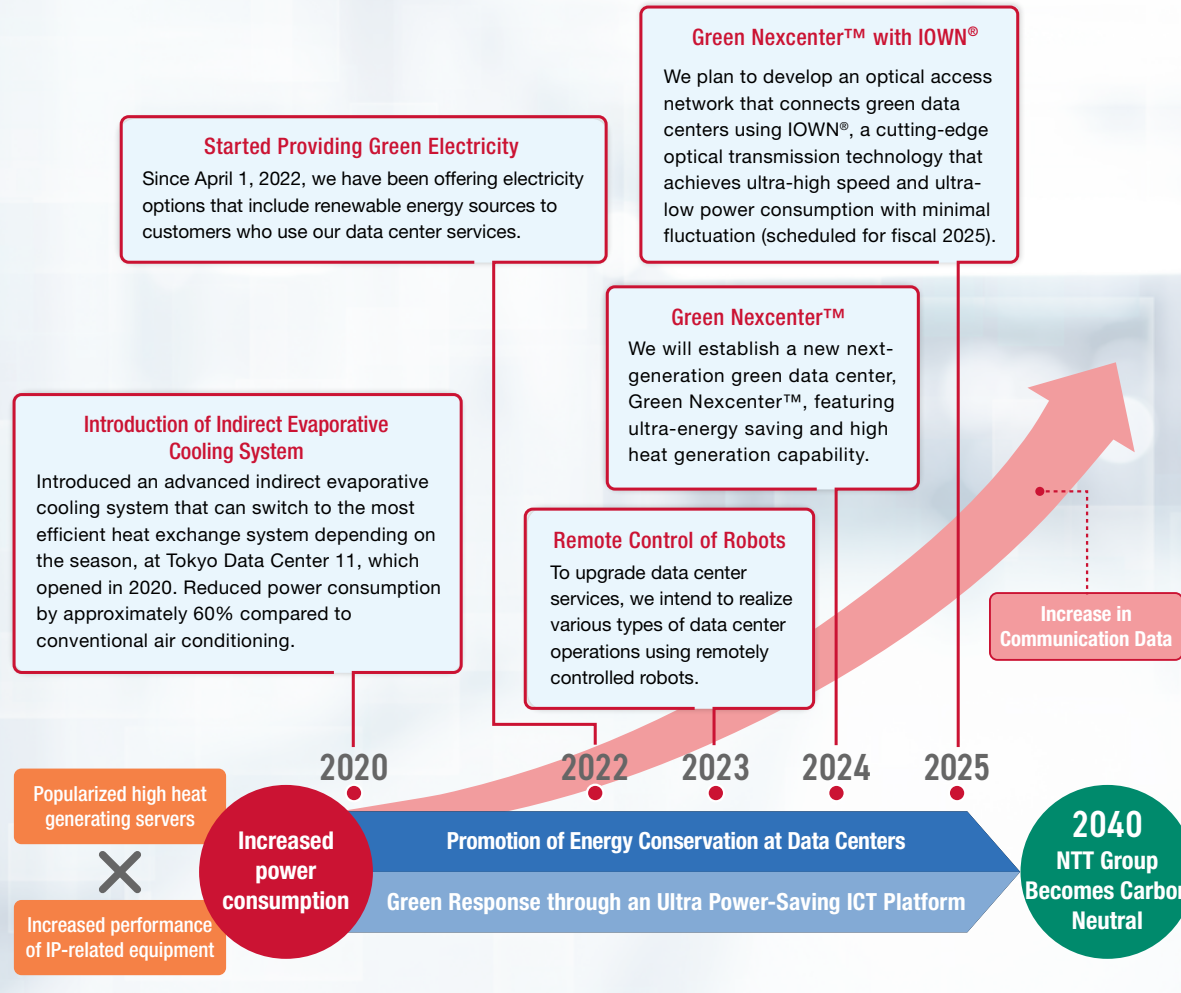 Green Nexcenter™ with IOWN®
We plan to develop an optical access
network that connects green data
centers using IOWN®, a cutting-edge
optical transmission technology that
achieves ultra-high speed and ultra-
low power consumption with minimal
fluctuation (scheduled for fiscal 2025).
Started Providing Green Electricity
Since April 1, 2022, we have been offering electricity
options that include renewable energy sources to
customers who use our data center services.
Green Nexcenter™
We will establish a new next-
generation green data center,
Green Nexcenter™, featuring
ultra-energy saving and high
heat generation capability.
Introduction of Indirect Evaporative
Cooling System
Introduced an advanced indirect evaporative
cooling system that can switch to the most
efficient heat exchange system depending on
the season, at Tokyo Data Center 11, which
opened in 2020. Reduced power consumption
by approximately 60% compared to
conventional air conditioning.
Remote Control of Robots
To upgrade data center
services, we intend to realize
various types of data center
operations using remotely
controlled robots.
Increase in
Communication Data
2020
2022
2023
2024
2025
Popularized high heat
generating servers
Increased performance
of IP-related equipment
Increased
power
consumption
Promotion of Energy Conservation at Data Centers
Green Response through an Ultra Power-Saving ICT Platform
2040
NTT Group
Becomes Carbon
Neutral